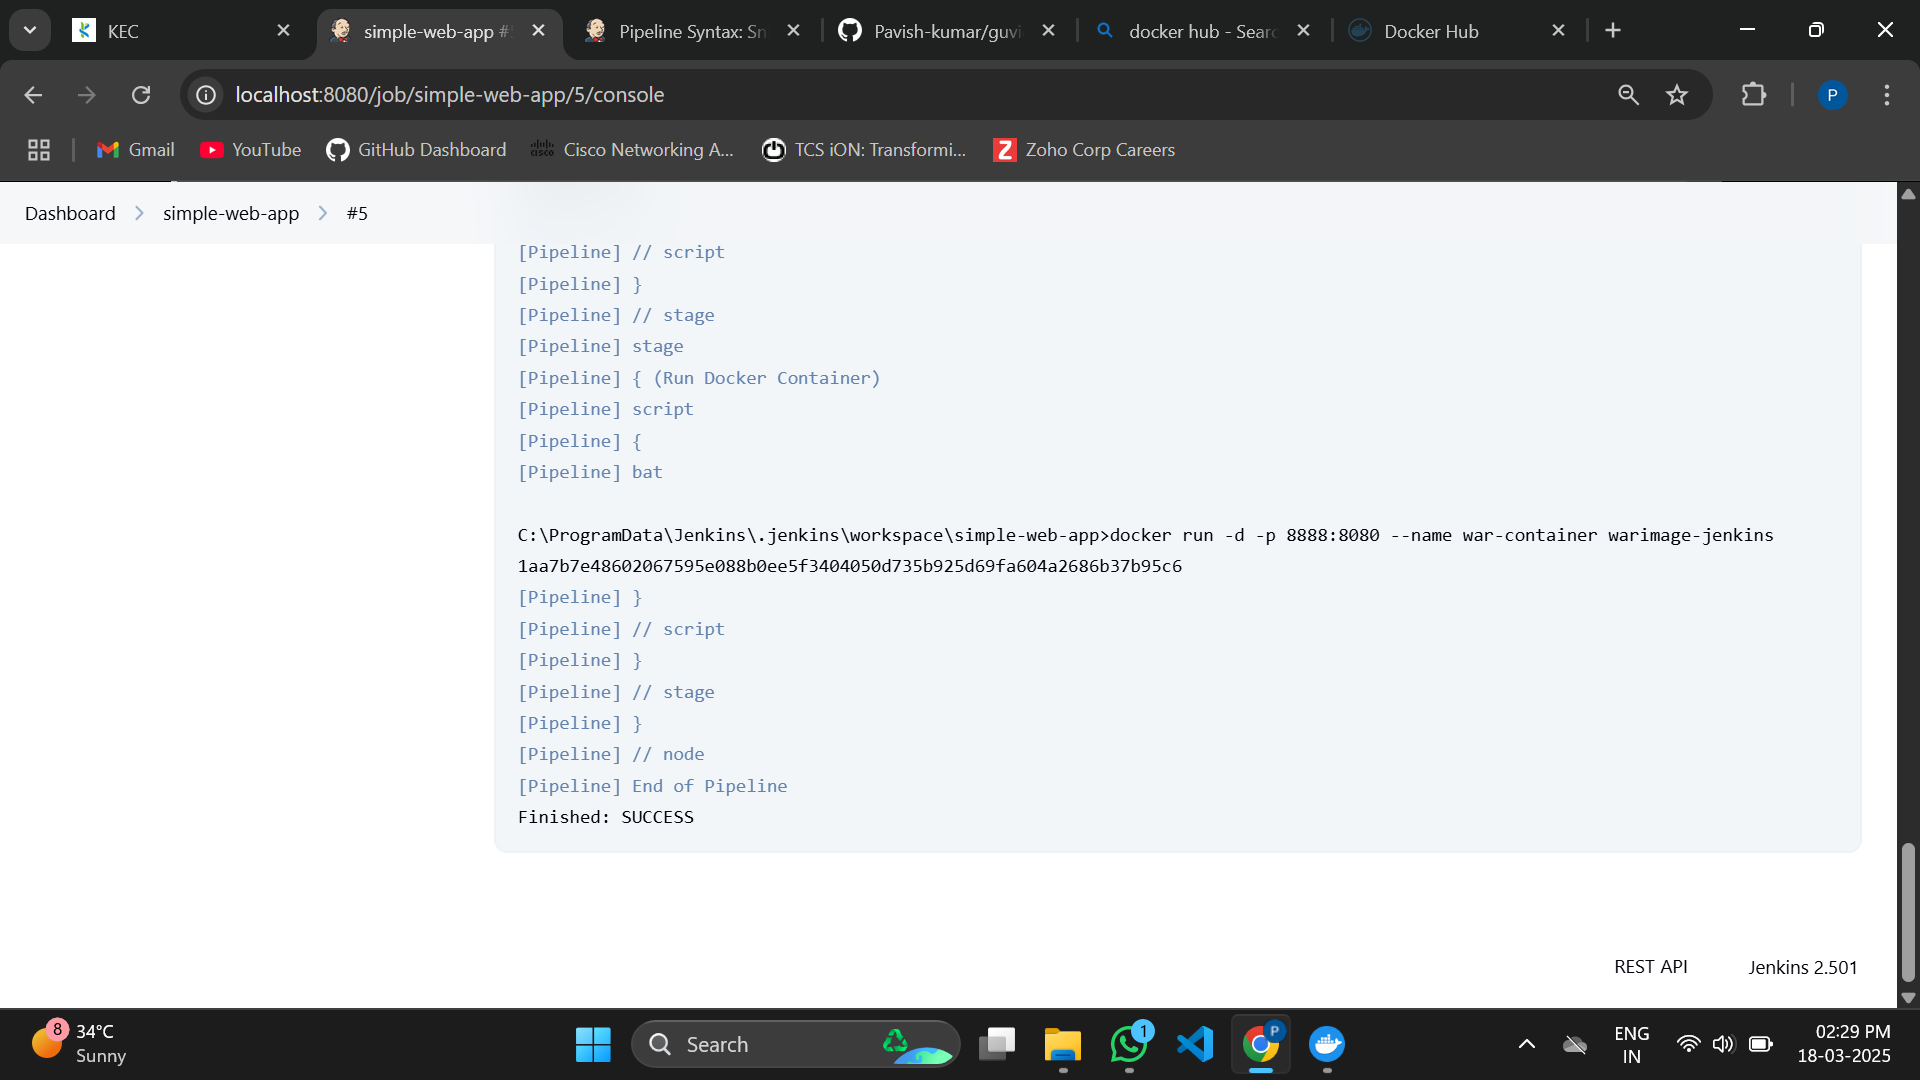 KEC
simple-web-app #5
Pipeline Syntax: Sn
Pavish-kumar/guvi
docker hub - Searc
Docker Hub
localhost:8080/job/simple-web-app/5/console
P
Gmail
YouTube
GitHub Dashboard
cisco
Cisco Networking A...
TCS iON: Transformi...
Z
Zoho Corp Careers
Dashboard
simple-web-app
#5
[Pipeline] // script
[Pipeline] }
[Pipeline] // stage
[Pipeline] stage
[Pipeline] { (Run Docker Container)
[Pipeline] script
[Pipeline] {
[Pipeline] bat
C:\ProgramData\Jenkins\.jenkins\workspace\simple-web-app>docker run -d -p 8888:8080 --name war-container warimage-jenkins
1aa7b7e48602067595e088b0ee5f3404050d735b925d69fa604a2686b37b95c6
[Pipeline] }
[Pipeline] // script
[Pipeline] }
[Pipeline] // stage
[Pipeline] }
[Pipeline] // node
[Pipeline] End of Pipeline
Finished: SUCCESS
REST API
Jenkins 2.501
8
34°C
Sunny
Search
1
P
ENG
IN
02:29 PM
18-03-2025